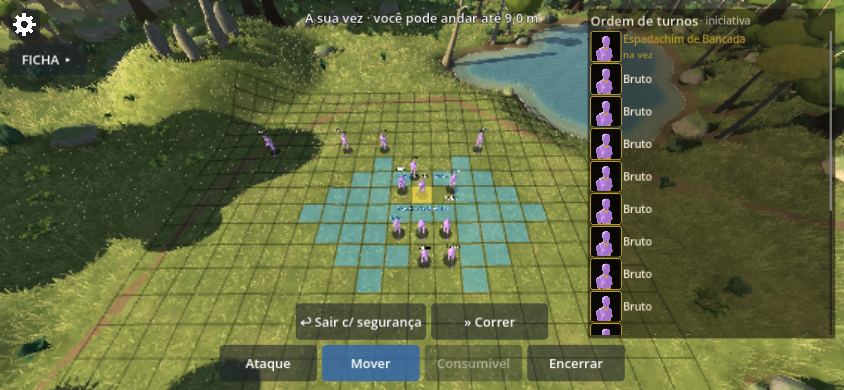 A sua vez · você pode andar até 9,0 m
Ordem de turnos · iniciativa
Espadachim de Bancada
na vez
FICHA ▸
Bruto
Bruto
Bruto
Bruto
Bruto
Bruto
Bruto
Bruto
↩ Sair c/ segurança
» Correr
Ataque
Mover
Consumível
Encerrar